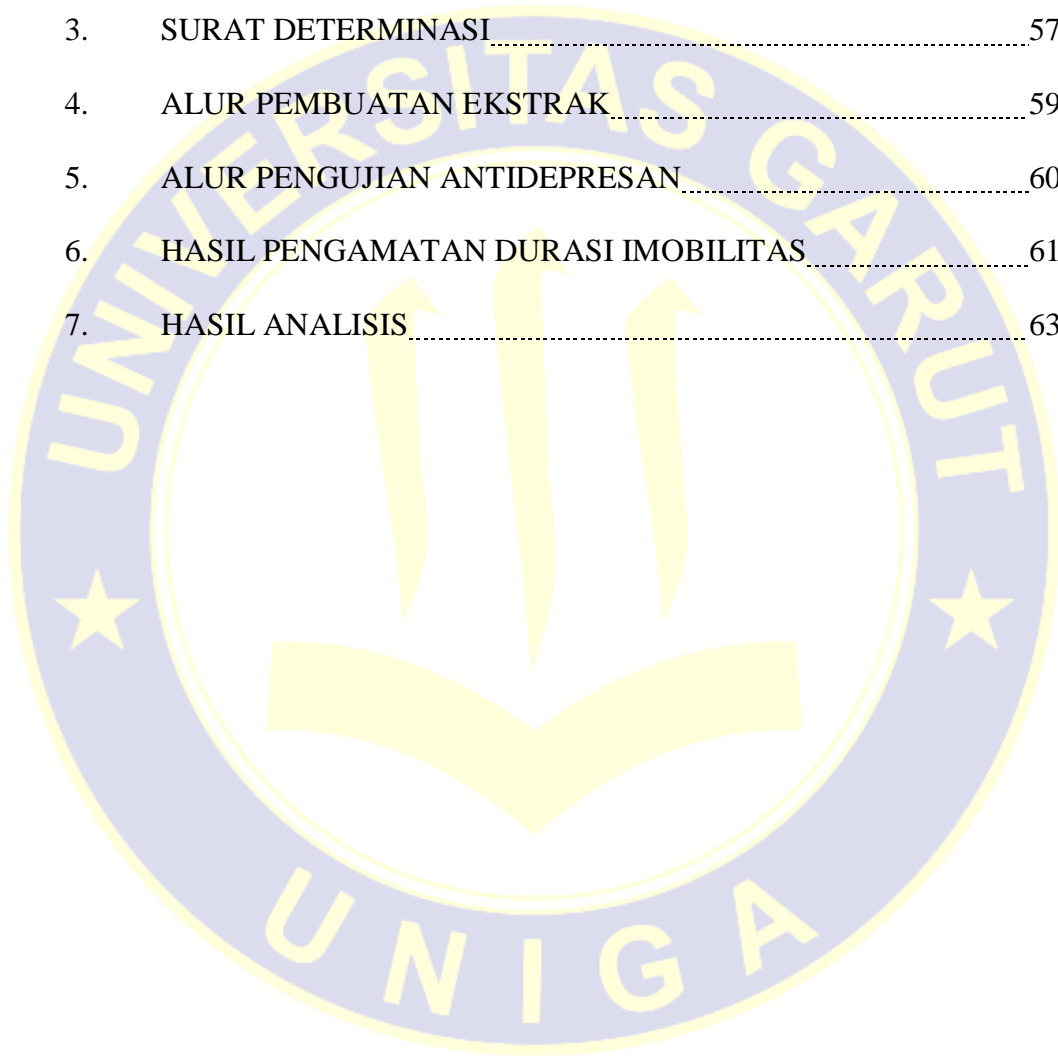 3. SURAT DETERMINASI 57
4. ALUR PEMBUATAN EKSTRAK 59
5. ALUR PENGUJIAN ANTIDEPRESAN 60
6. HASIL PENGAMATAN DURASI IMOBILITAS 61
7. HASIL ANALISIS 63
UNIVERSITAS GARUT
UNIGA